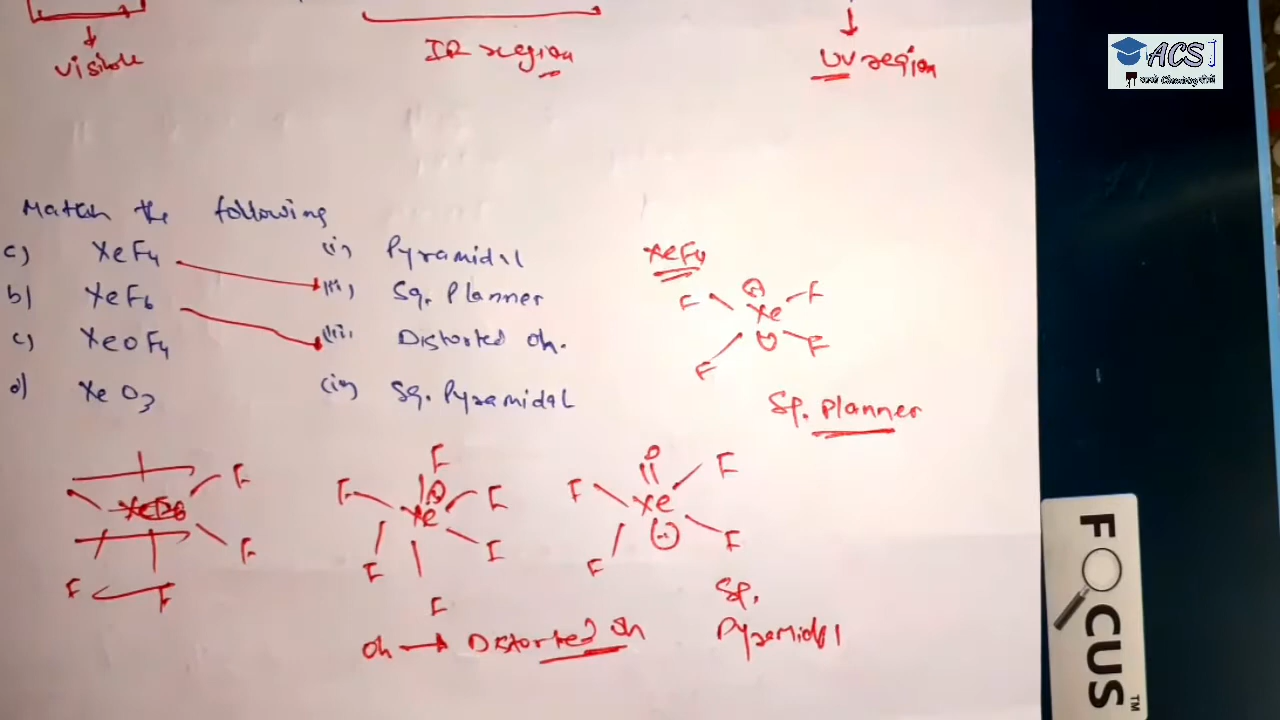 visible
IR region
UV region
ACS
Match the following
c) XeF4 (i) Pyramidal
b) XeF6 (ii) Sq. Planner
c) XeOF4 (iii) Distorted Oh.
d) XeO3 (iv) Sq. Pyramidal
XeF4
F F
Xe
F F
Sq. planner
F
F
F F
F
F F
Xe
F F
F
Oh → Distorted Oh
O
F F
Xe
F F
Sq.
Pyramidal
FOCUS™